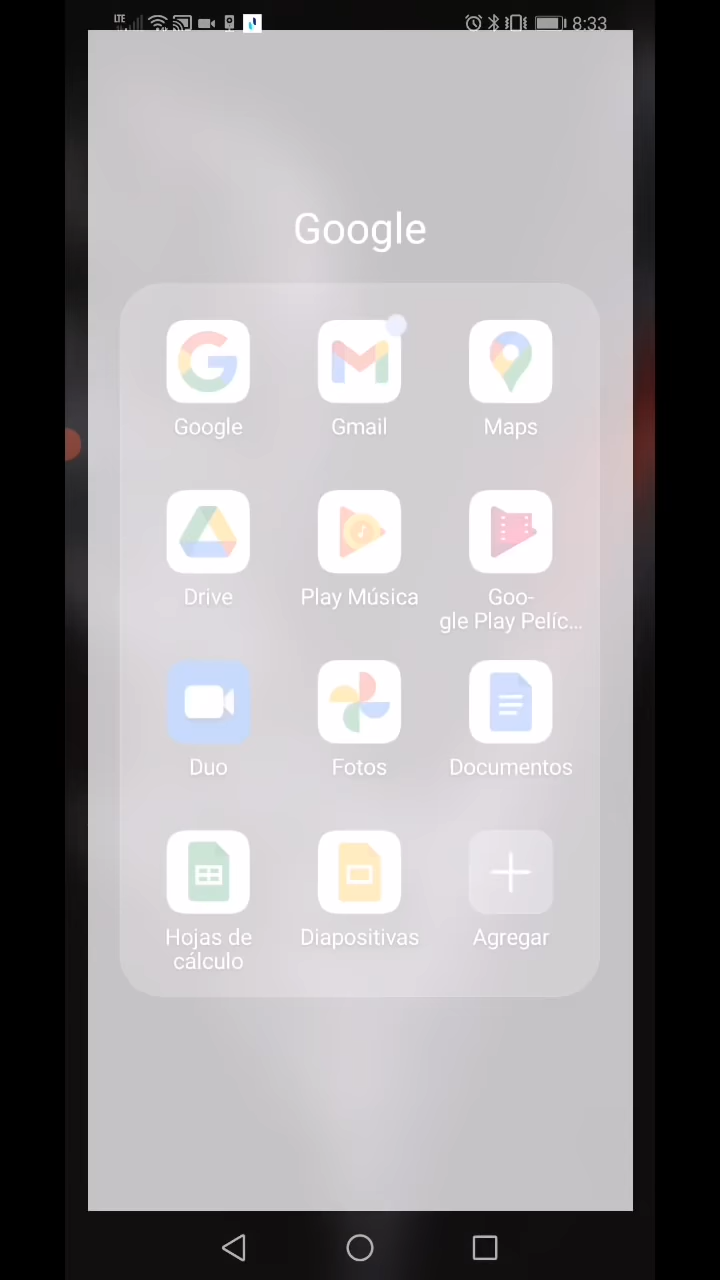 LTE
8:33
Google
Google
Gmail
Maps
Drive
Play Música
Goo-
gle Play Pelíc...
Duo
Fotos
Documentos
Hojas de
cálculo
Diapositivas
Agregar